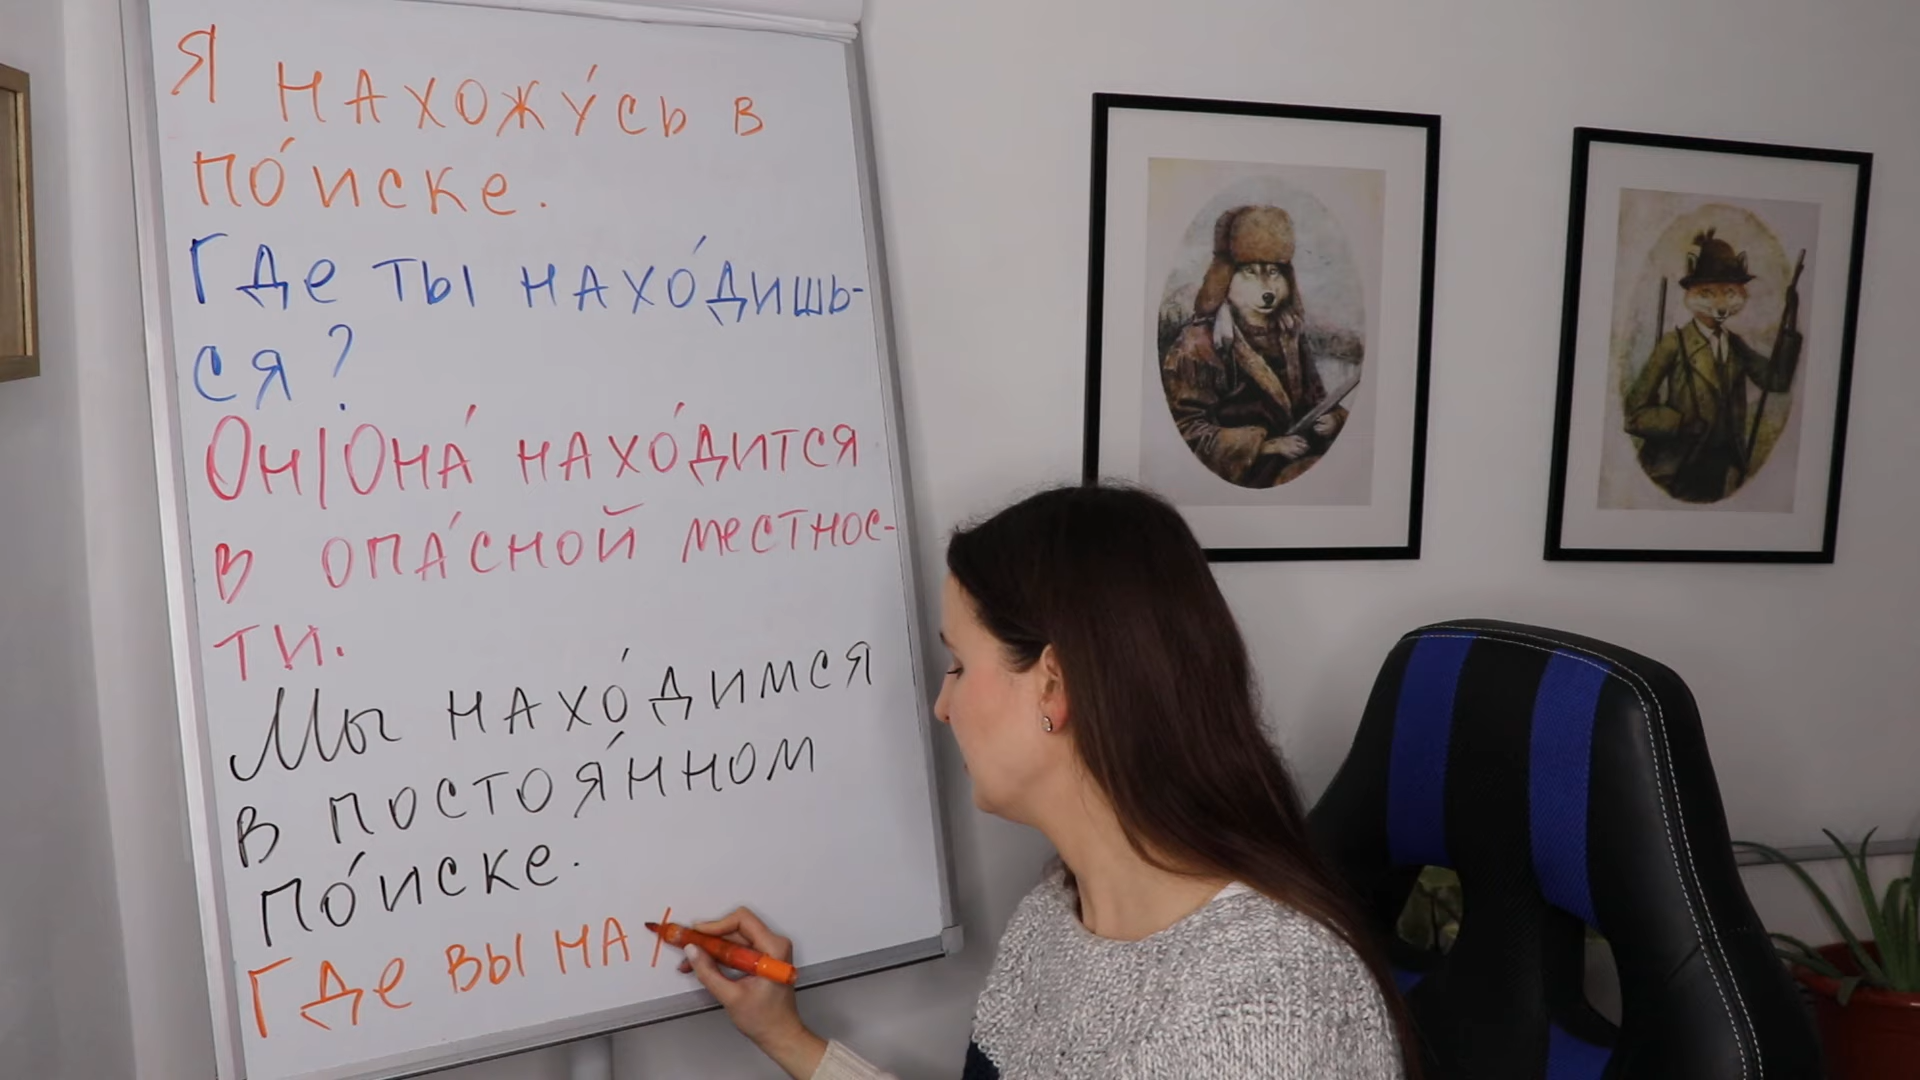 Я нахожу́сь в
по́иске.
Где ты нахо́дишь-
ся?
Он/Она́ нахо́дится
в опа́сной местнос-
ти.
Мы нахо́димся
в постоя́нном
по́иске.
Где вы нах